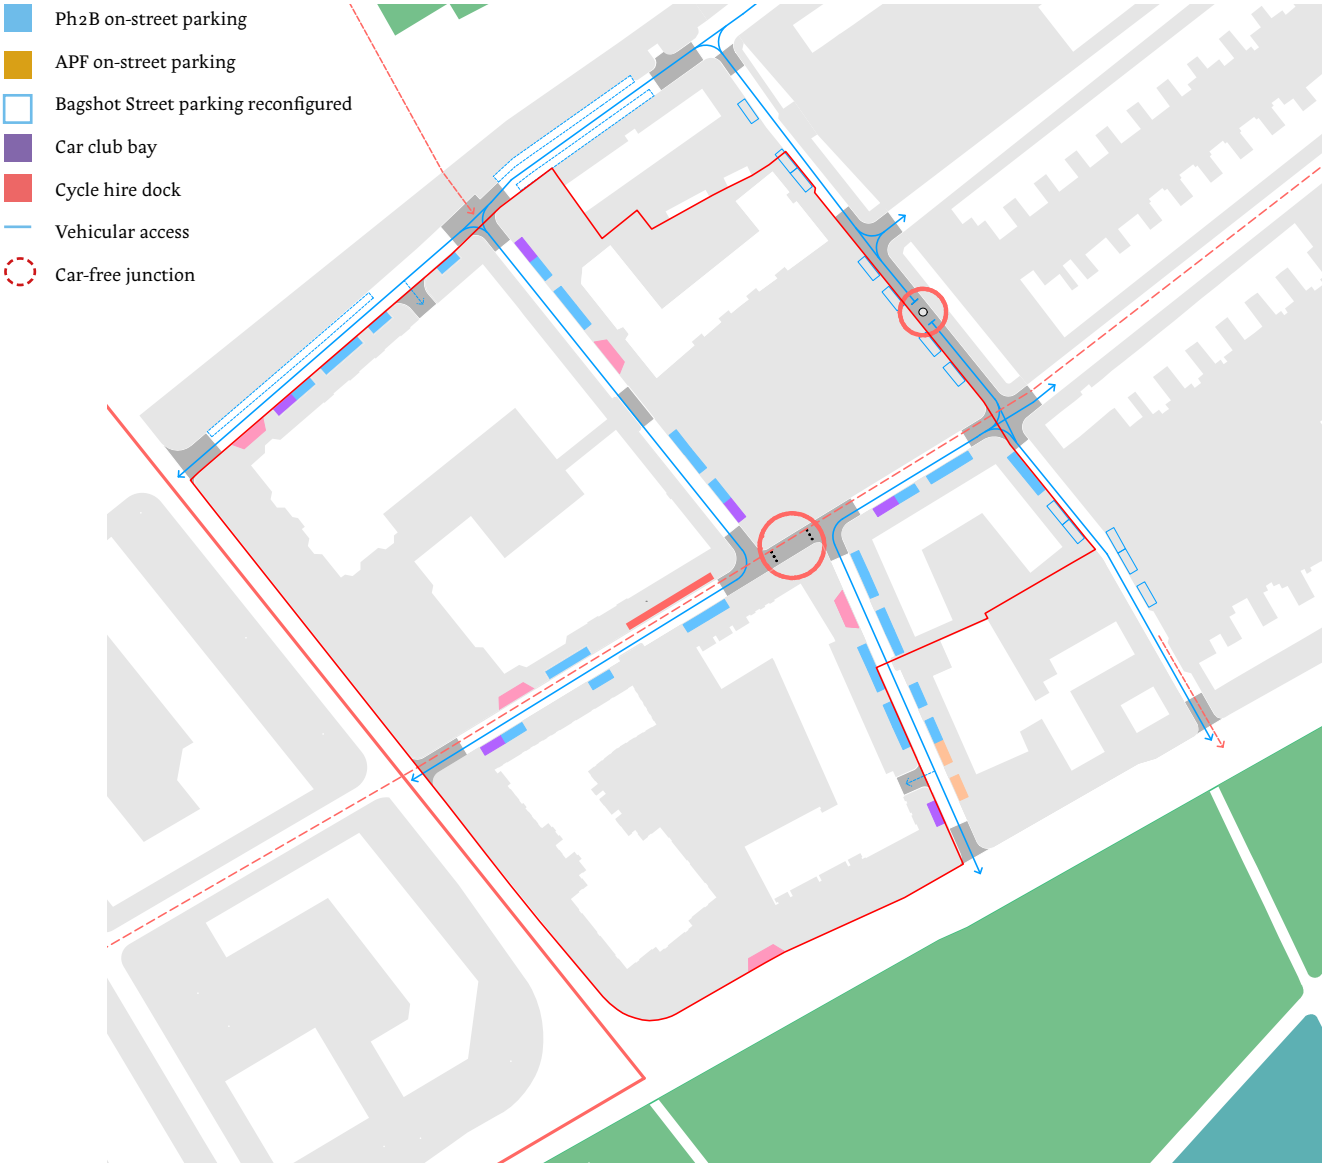 Ph2B on-street parking
APF on-street parking
Bagshot Street parking reconfigured
Car club bay
Cycle hire dock
Vehicular access
Car-free junction